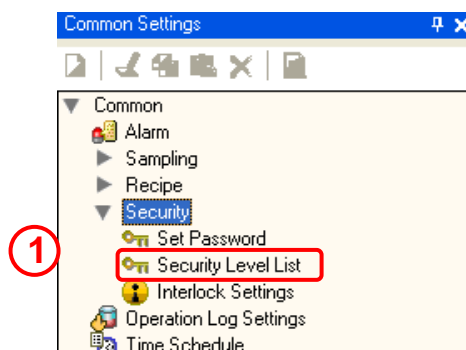 Common Settings
Common
Alarm
Sampling
Recipe
Security
Set Password
1
Security Level List
Interlock Settings
Operation Log Settings
Time Schedule